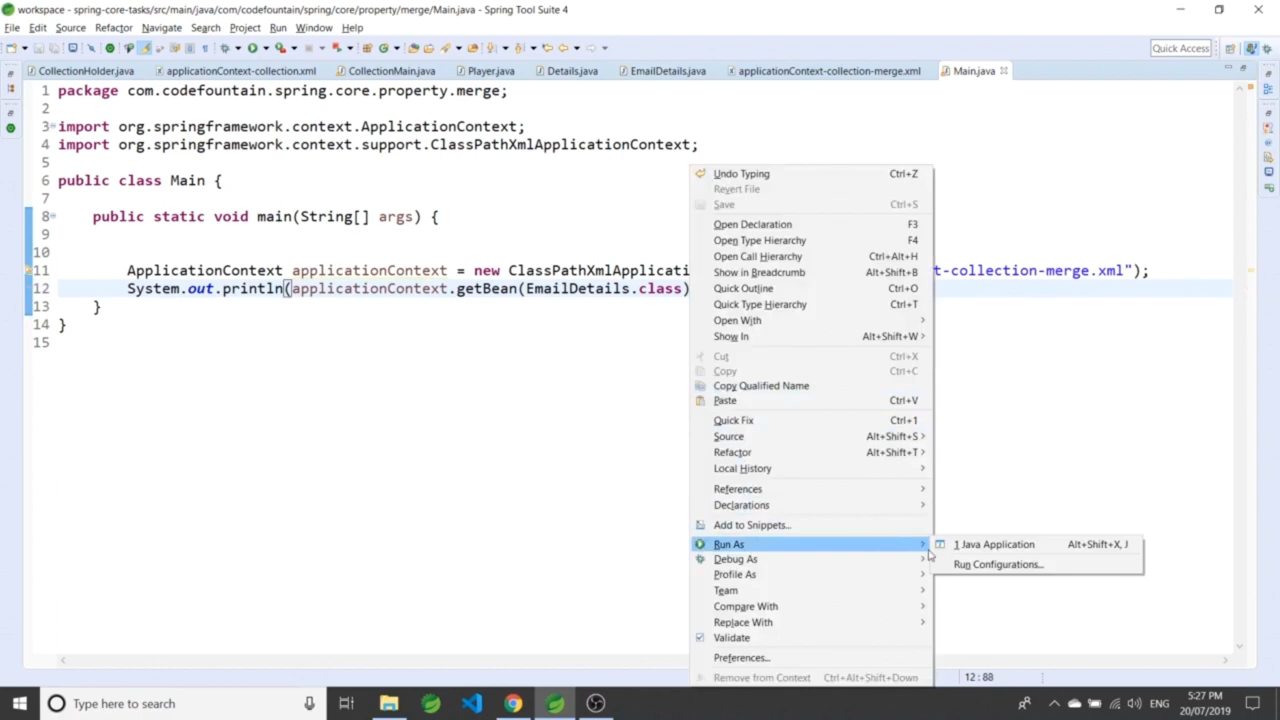 workspace - spring-core-tasks/src/main/java/com/codefountain/spring/core/property/merge/Main.java - Spring Tool Suite 4
File Edit Source Refactor Navigate Search Project Run Window Help
Quick Access
CollectionHolder.java applicationContext-collection.xml CollectionMain.java Player.java Details.java EmailDetails.java applicationContext-collection-merge.xml Main.java
1 package com.codefountain.spring.core.property.merge;
2
3 import org.springframework.context.ApplicationContext;
4 import org.springframework.context.support.ClassPathXmlApplicationContext;
5
6 public class Main {
7
8 public static void main(String[] args) {
9
10
11 ApplicationContext applicationContext = new ClassPathXmlApplicati t-collection-merge.xml");
12 System.out.println(applicationContext.getBean(EmailDetails.class)
13 }
14 }
15
Undo Typing Ctrl+Z
Revert File
Save Ctrl+S
Open Declaration F3
Open Type Hierarchy F4
Open Call Hierarchy Ctrl+Alt+H
Show in Breadcrumb Alt+Shift+B
Quick Outline Ctrl+O
Quick Type Hierarchy Ctrl+T
Open With
Show In Alt+Shift+W
Cut Ctrl+X
Copy Ctrl+C
Copy Qualified Name
Paste Ctrl+V
Quick Fix Ctrl+1
Source Alt+Shift+S
Refactor Alt+Shift+T
Local History
References
Declarations
Add to Snippets...
Run As
1 Java Application Alt+Shift+X, J
Debug As
Run Configurations...
Profile As
Team
Compare With
Replace With
Validate
Preferences...
Remove from Context Ctrl+Alt+Shift+Down
12:88
Type here to search
ENG
5:27 PM
20/07/2019